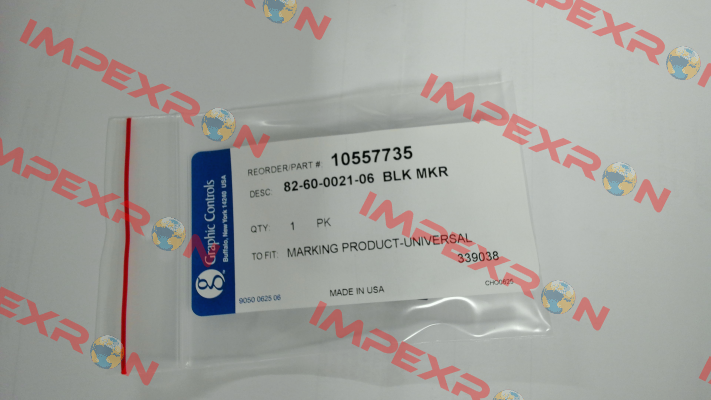 REORDER/PART # 10557735
DESC: 82-60-0021-06 BLK MKR
QTY: 1 PK
TO FIT: MARKING PRODUCT-UNIVERSAL
339038
MADE IN USA
9050 0625 06
Graphic Controls
Buffalo, New York 14240 USA
g
IMPEXRON
IMPEXRON
IMPEXRON
IMPEXRON
IMPEXRON
IMPEXRON
IMPEXRON